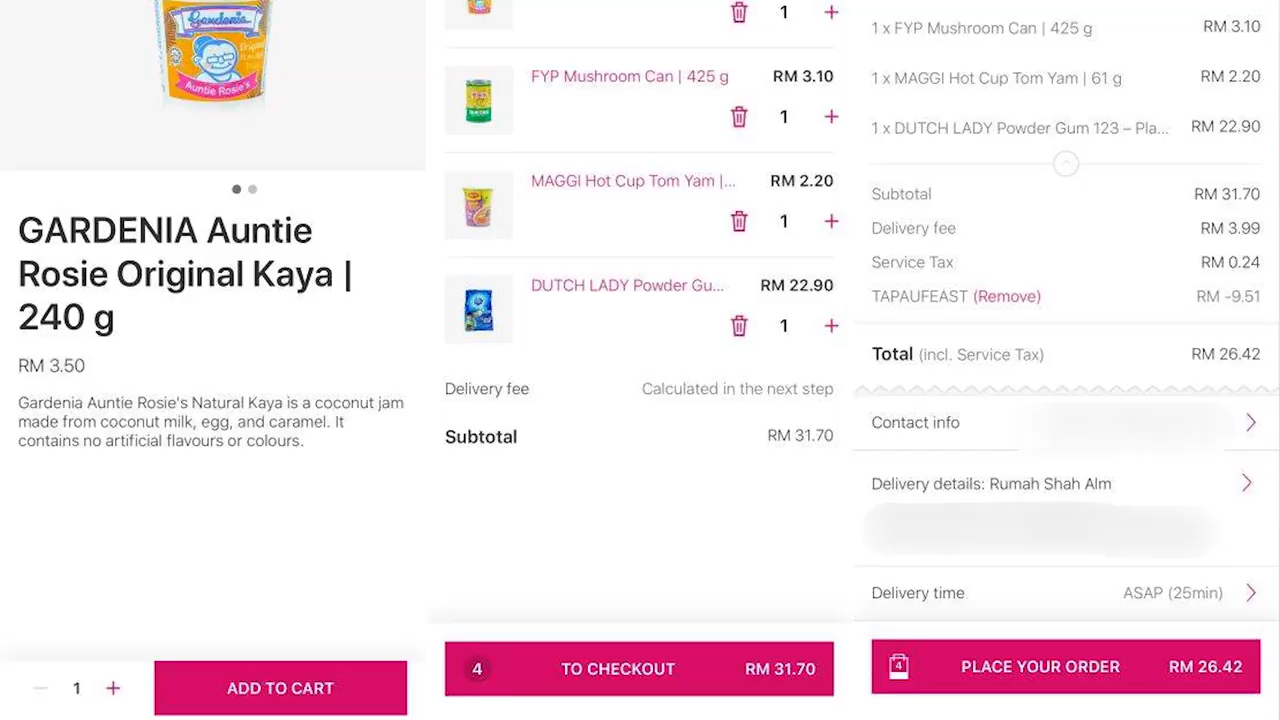 Gardenia
Original
Auntie Rosie's
GARDENIA Auntie
Rosie Original Kaya |
240 g
RM 3.50
Gardenia Auntie Rosie's Natural Kaya is a coconut jam
made from coconut milk, egg, and caramel. It
contains no artificial flavours or colours.
1
ADD TO CART
1
FYP Mushroom Can | 425 g
RM 3.10
1
MAGGI Hot Cup Tom Yam |...
RM 2.20
1
DUTCH LADY Powder Gu...
RM 22.90
1
Delivery fee
Calculated in the next step
Subtotal
RM 31.70
4
TO CHECKOUT
RM 31.70
1 x FYP Mushroom Can | 425 g
RM 3.10
1 x MAGGI Hot Cup Tom Yam | 61 g
RM 2.20
1 x DUTCH LADY Powder Gum 123 – Pla...
RM 22.90
Subtotal
RM 31.70
Delivery fee
RM 3.99
Service Tax
RM 0.24
TAPAUFEAST (Remove)
RM -9.51
Total (incl. Service Tax)
RM 26.42
Contact info
Delivery details: Rumah Shah Alm
Delivery time
ASAP (25min)
4
PLACE YOUR ORDER
RM 26.42